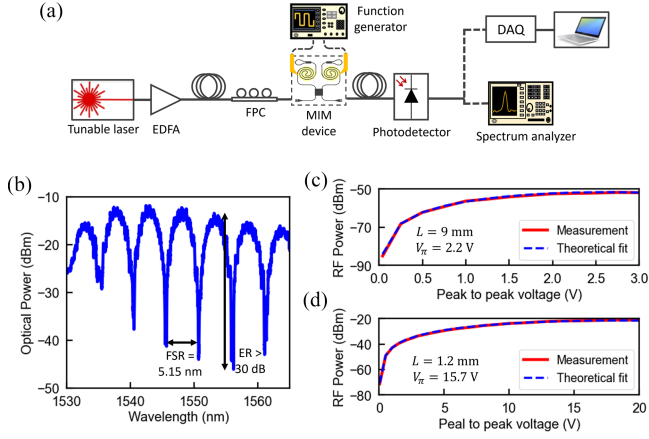 (a)
Function
generator
DAQ
Tunable laser
EDFA
FPC
MIM
device
Photodetector
Spectrum analyzer
(b)
Optical Power (dBm)
−10
−20
−30
−40
−50
FSR =
5.15 nm
ER >
30 dB
1530
1540
1550
1560
Wavelength (nm)
(c)
RF Power (dBm)
−50
−70
−90
L = 9 mm
Vπ = 2.2 V
Measurement
Theoretical fit
0.0
0.5
1.0
1.5
2.0
2.5
3.0
Peak to peak voltage (V)
(d)
RF Power (dBm)
−20
−40
−60
−80
L = 1.2 mm
Vπ = 15.7 V
Measurement
Theoretical fit
0
5
10
15
20
Peal to peak voltage (V)